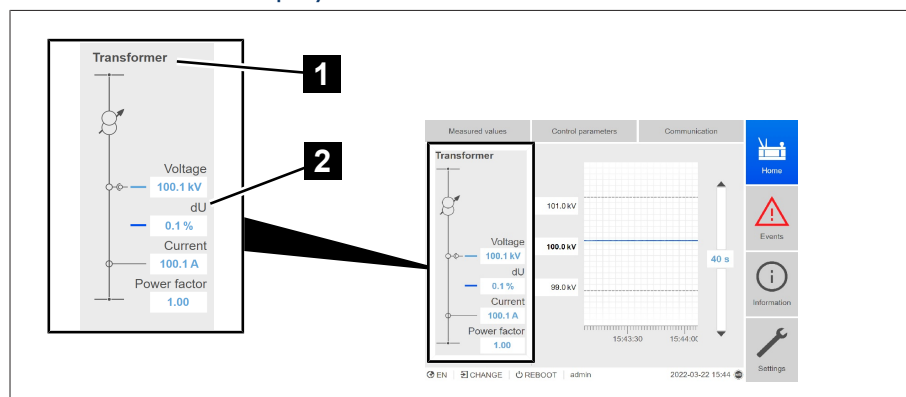 Transformer
1
Voltage
100.1 kV
2
dU
0.1 %
Current
100.1 A
Power factor
1.00
Measured values
Control parameters
Communication
Transformer
Voltage
100.1 kV
dU
0.1 %
Current
100.1 A
Power factor
1.00
101.0 kV
100.0 kV
99.0 kV
15:43:30
15:44:00
40 s
Home
Events
Information
Settings
EN
CHANGE
REBOOT
admin
2022-03-22 15:44